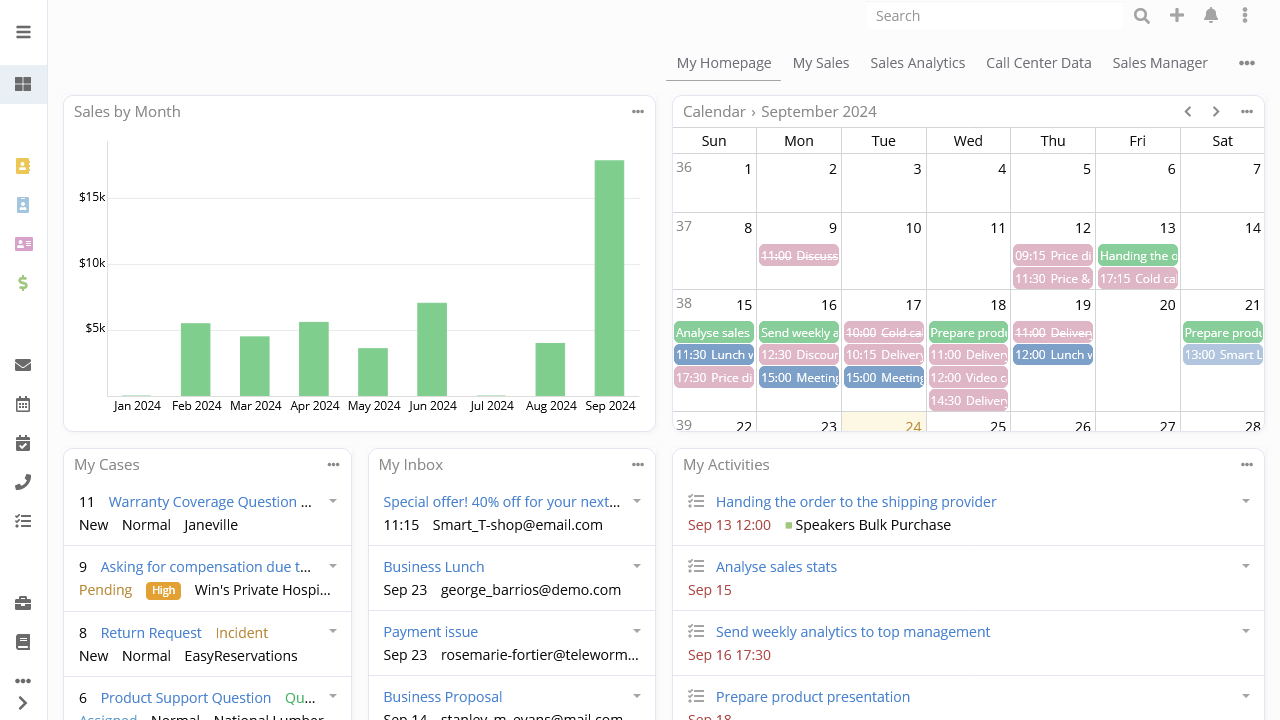 Search
My Homepage My Sales Sales Analytics Call Center Data Sales Manager
Sales by Month
$15k
$10k
$5k
Jan 2024 Feb 2024 Mar 2024 Apr 2024 May 2024 Jun 2024 Jul 2024 Aug 2024 Sep 2024
Calendar › September 2024
Sun Mon Tue Wed Thu Fri Sat
36 1 2 3 4 5 6 7
37 8 9 10 11 12 13 14
11:00 Discuss 09:15 Price di Handing the c
11:30 Price & 17:15 Cold ca
38 15 16 17 18 19 20 21
Analyse sales Send weekly a 10:00 Cold ca Prepare produ 11:00 Delivery Prepare produ
11:30 Lunch w 12:30 Discour 10:15 Delivery 11:00 Delivery 12:00 Lunch w 13:00 Smart L
17:30 Price di 15:00 Meeting 15:00 Meeting 12:00 Video c
14:30 Delivery
39 22 23 24 25 26 27 28
My Cases
11 Warranty Coverage Question ...
New Normal Janeville
9 Asking for compensation due t...
Pending High Win's Private Hospi...
8 Return Request Incident
New Normal EasyReservations
6 Product Support Question Qu...
Assigned Normal National Lumber
My Inbox
Special offer! 40% off for your next...
11:15 Smart_T-shop@email.com
Business Lunch
Sep 23 george_barrios@demo.com
Payment issue
Sep 23 rosemarie-fortier@teleworm...
Business Proposal
Sep 14 stanley_m_evans@mail.com
My Activities
Handing the order to the shipping provider
Sep 13 12:00 Speakers Bulk Purchase
Analyse sales stats
Sep 15
Send weekly analytics to top management
Sep 16 17:30
Prepare product presentation
Sep 18